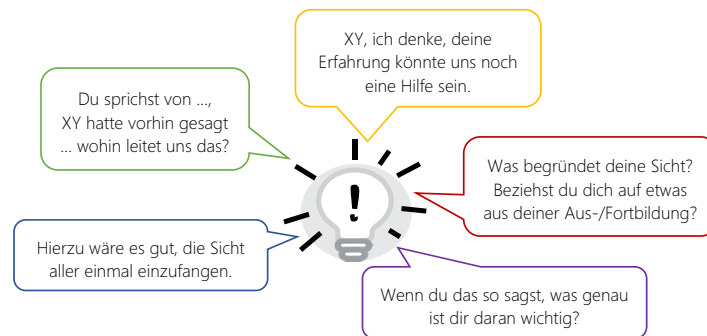 XY, ich denke, deine
Erfahrung könnte uns noch
eine Hilfe sein.
Du sprichst von ...,
XY hatte vorhin gesagt
... wohin leitet uns das?
Was begründet deine Sicht?
Beziehst du dich auf etwas
aus deiner Aus-/Fortbildung?
!
Hierzu wäre es gut, die Sicht
aller einmal einzufangen.
Wenn du das so sagst, was genau
ist dir daran wichtig?